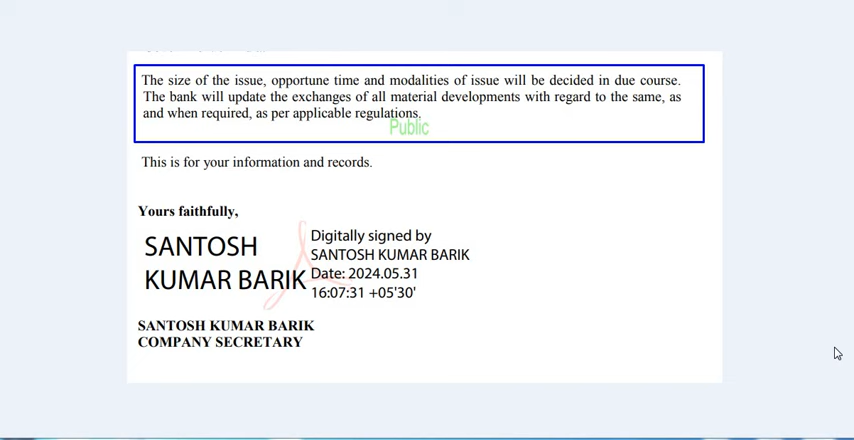 The size of the issue, opportune time and modalities of issue will be decided in due course.
The bank will update the exchanges of all material developments with regard to the same, as
and when required, as per applicable regulations.
Public
This is for your information and records.
Yours faithfully,
SANTOSH
KUMAR BARIK
Digitally signed by
SANTOSH KUMAR BARIK
Date: 2024.05.31
16:07:31 +05'30'
SANTOSH KUMAR BARIK
COMPANY SECRETARY